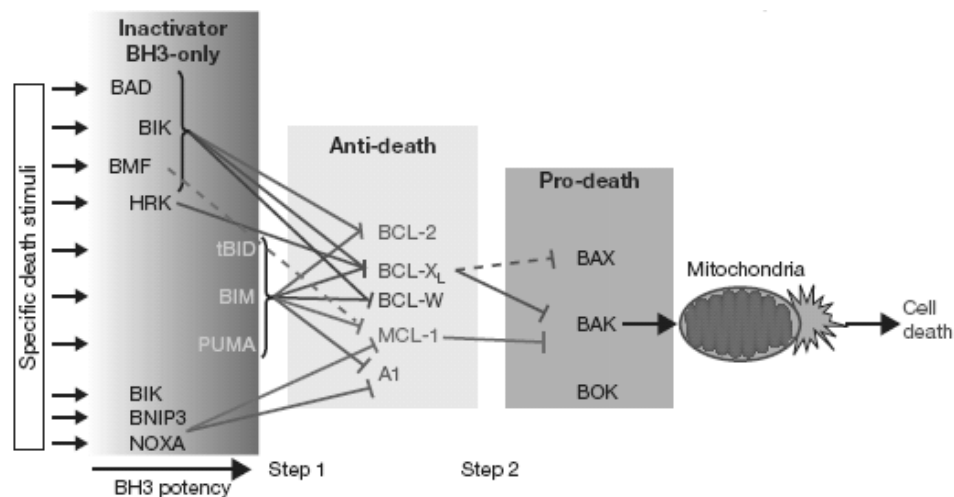 Inactivator
BH3-only
Specific death stimuli
BAD
BIK
BMF
HRK
tBID
BIM
PUMA
BIK
BNIP3
NOXA
BH3 potency
Anti-death
BCL-2
BCL-XL
BCL-W
MCL-1
A1
Step 1
Step 2
Pro-death
BAX
BAK
BOK
Mitochondria
Cell
death